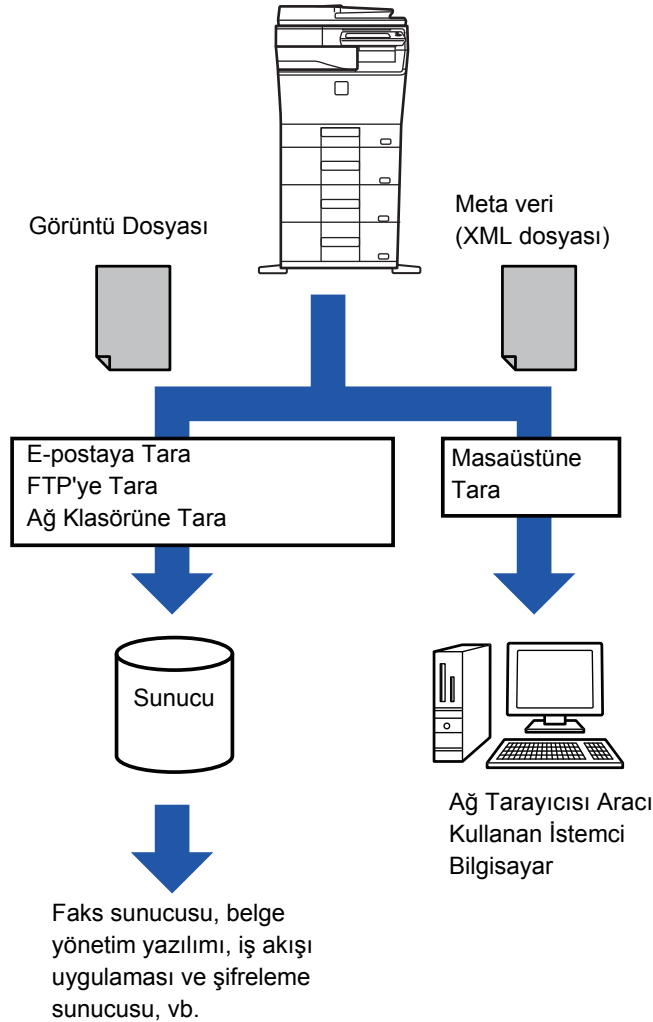 Görüntü Dosyası
Meta veri
(XML dosyası)
E-postaya Tara
FTP'ye Tara
Ağ Klasörüne Tara
Masaüstüne
Tara
Sunucu
Ağ Tarayıcısı Aracı
Kullanan İstemci
Bilgisayar
Faks sunucusu, belge
yönetim yazılımı, iş akışı
uygulaması ve şifreleme
sunucusu, vb.